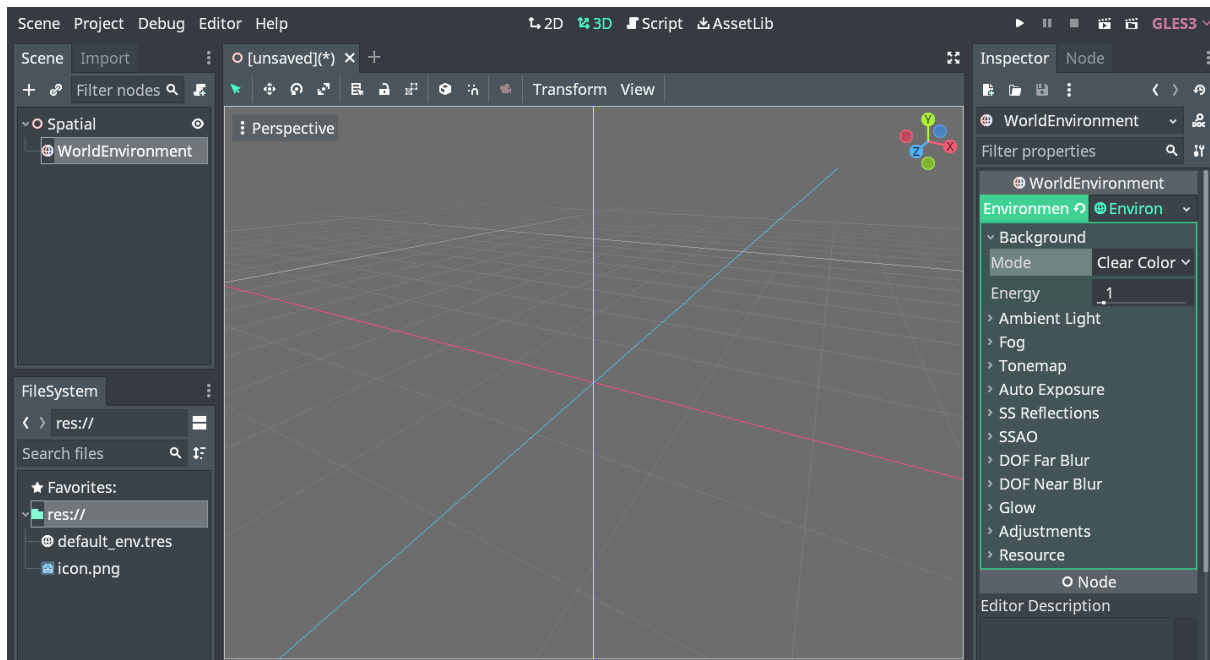 Scene Project Debug Editor Help 2D 3D Script AssetLib GLES3
Scene Import
Filter nodes
Spatial
WorldEnvironment
FileSystem
res://
Search files
Favorites:
res://
default_env.tres
icon.png
[unsaved](*)
Transform View
Perspective
Y
X
Z
Inspector Node
WorldEnvironment
DOC
Filter properties
WorldEnvironment
Environmen Environ
Background
Mode Clear Color
Energy 1
Ambient Light
Fog
Tonemap
Auto Exposure
SS Reflections
SSAO
DOF Far Blur
DOF Near Blur
Glow
Adjustments
Resource
Node
Editor Description